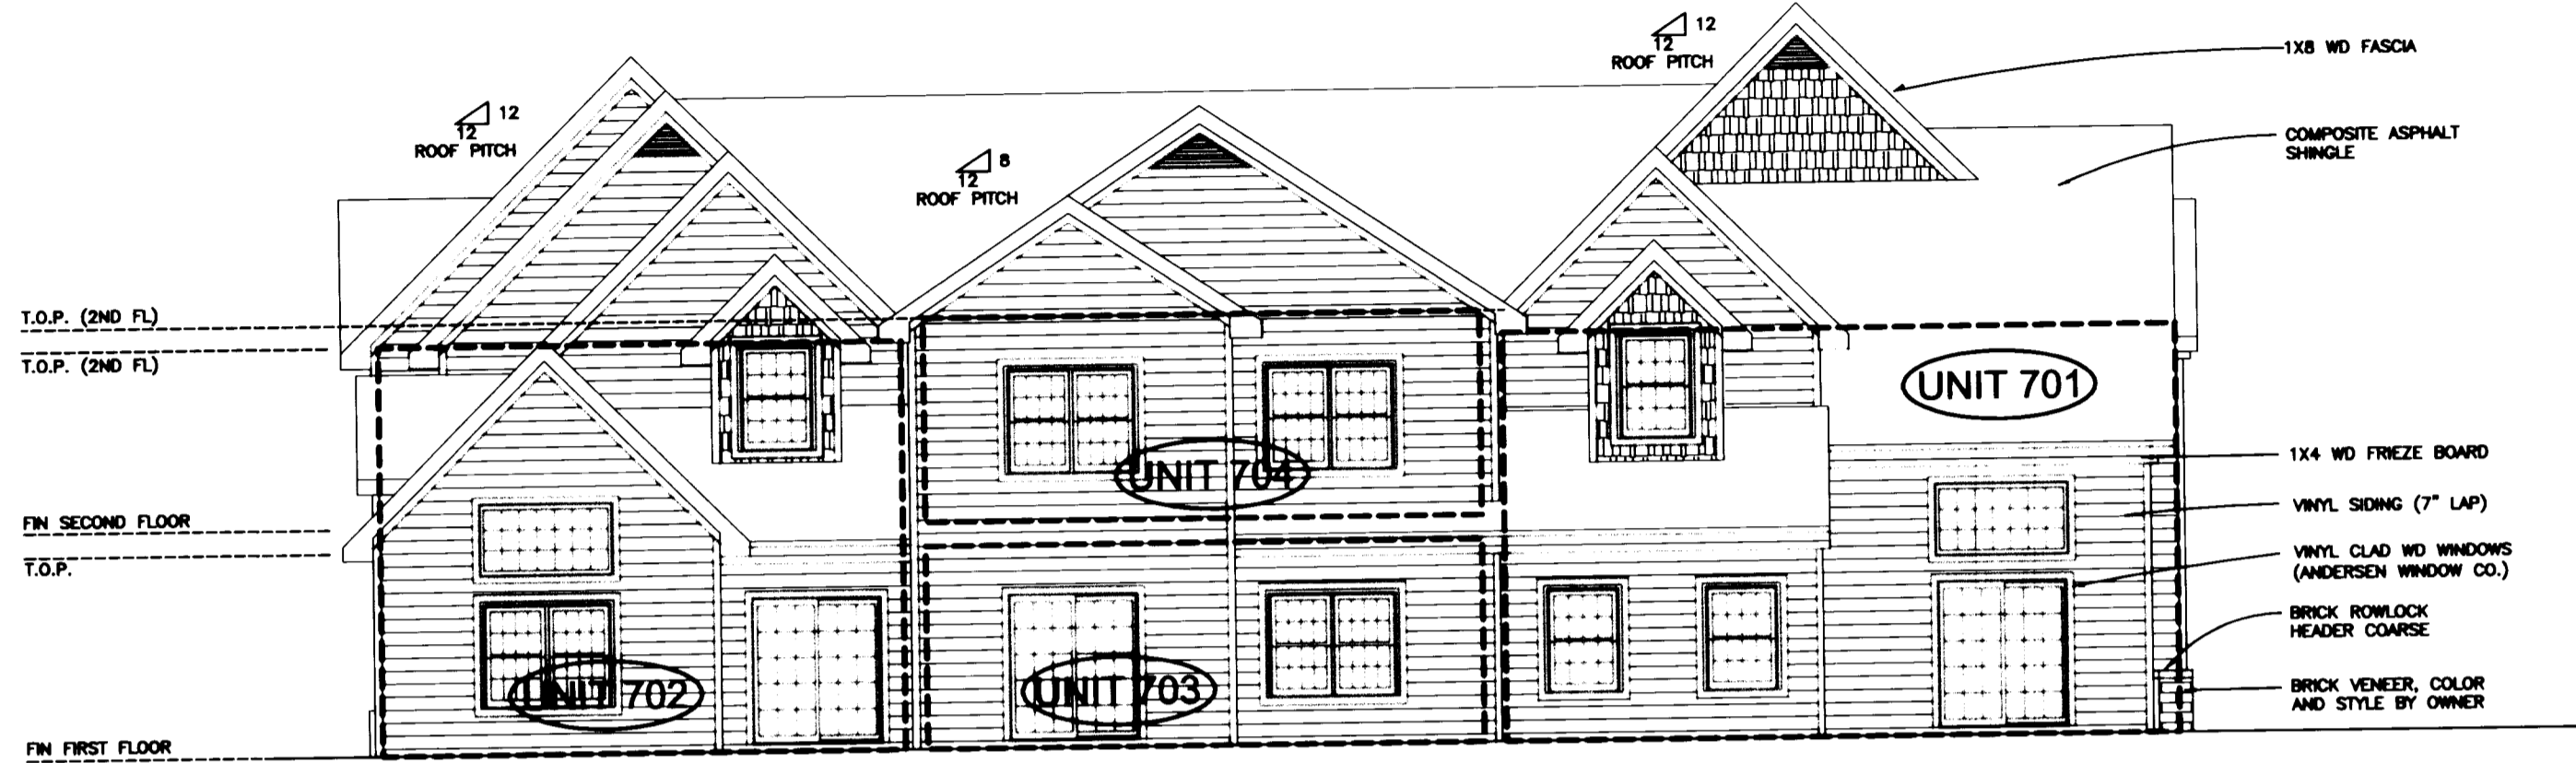 12
12
ROOF PITCH
12
12
ROOF PITCH
8
12
ROOF PITCH
1X8 WD FASCIA
COMPOSITE ASPHALT
SHINGLE
T.O.P. (2ND FL)
T.O.P. (2ND FL)
UNIT 701
UNIT 704
1X4 WD FRIEZE BOARD
VINYL SIDING (7" LAP)
FIN SECOND FLOOR
T.O.P.
VINYL CLAD WD WINDOWS
(ANDERSEN WINDOW CO.)
BRICK ROWLOCK
HEADER COARSE
UNIT 702
UNIT 703
BRICK VENEER, COLOR
AND STYLE BY OWNER
FIN FIRST FLOOR